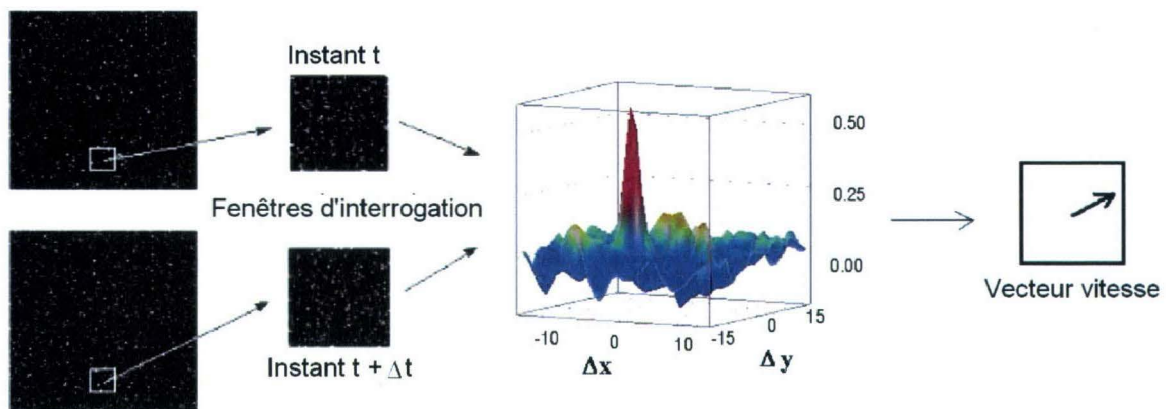 Instant t
Fenêtres d'interrogation
Instant t + Δt
0.50
0.25
0.00
-10
0
10
-15
0
15
Δx
Δy
Vecteur vitesse